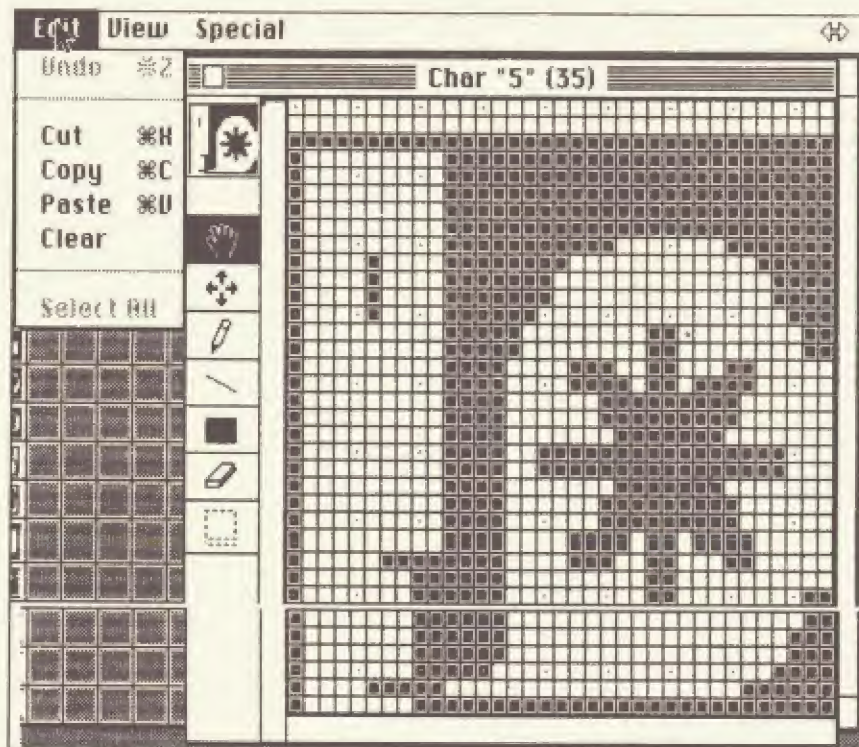 Edit View Special
Undo ⌘Z
Char "5" (35)
Cut ⌘X
Copy ⌘C
Paste ⌘V
Clear
Select All